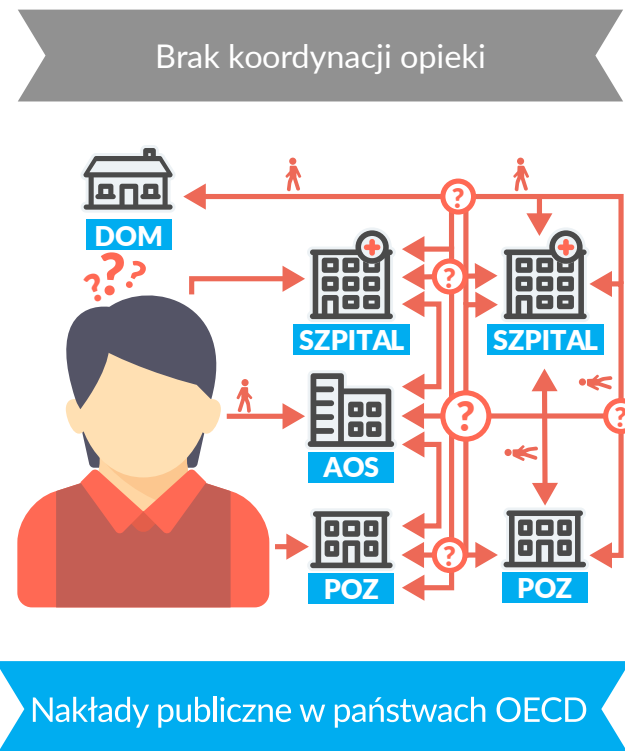 Brak koordynacji opieki
?
DOM
???
?
SZPITAL
SZPITAL
?
?
AOS
?
POZ
POZ
Nakłady publiczne w państwach OECD